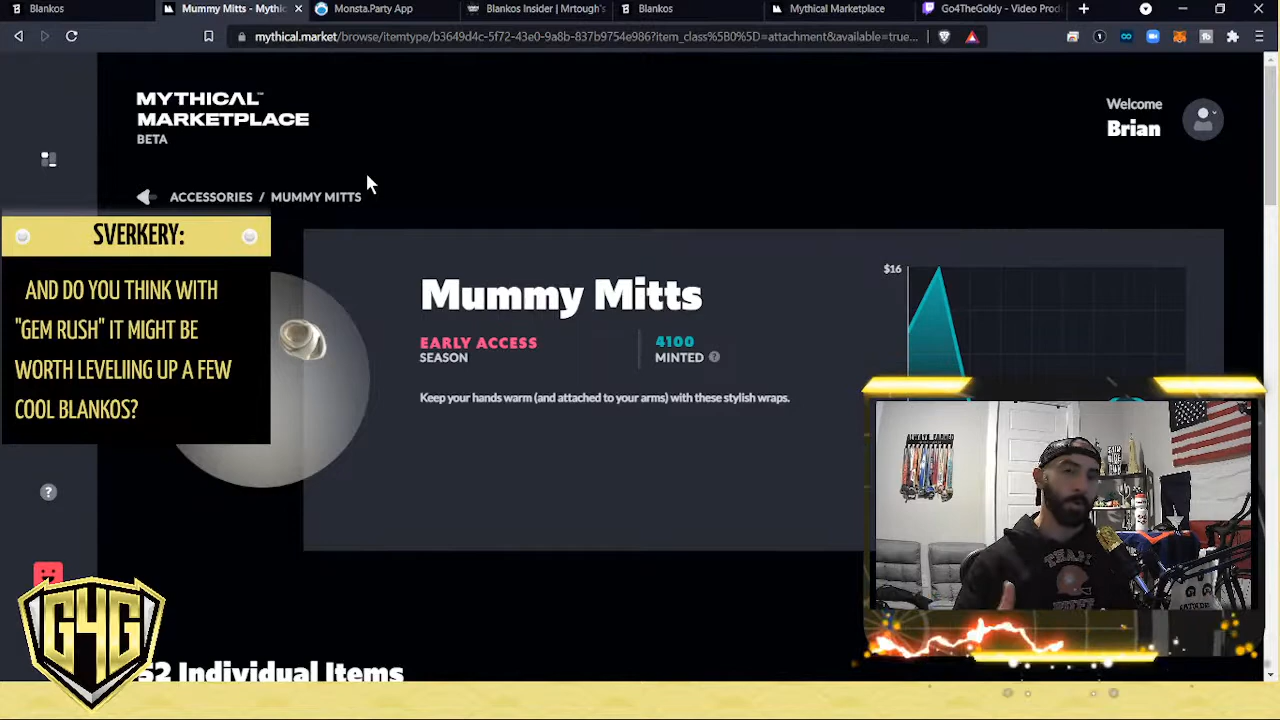 Blankos
Mummy Mitts - Mythic
Monsta.Party App
Blankos Insider | Mrtough's
Blankos
Mythical Marketplace
Go4TheGoldy - Video Prod
mythical.market/browse/itemtype/b3649d4c-5f72-43e0-9a8b-837b9754e986?item_class%5B0%5D=attachment&available=true...
MYTHICAL™
MARKETPLACE
BETA
Welcome
Brian
ACCESSORIES / MUMMY MITTS
SVERKERY:
AND DO YOU THINK WITH
"GEM RUSH" IT MIGHT BE
WORTH LEVELIING UP A FEW
COOL BLANKOS?
Mummy Mitts
EARLY ACCESS
SEASON
4100
MINTED ?
Keep your hands warm (and attached to your arms) with these stylish wraps.
$16
ALWAYS EARNED
TEAM
?
G4G
52 Individual Items